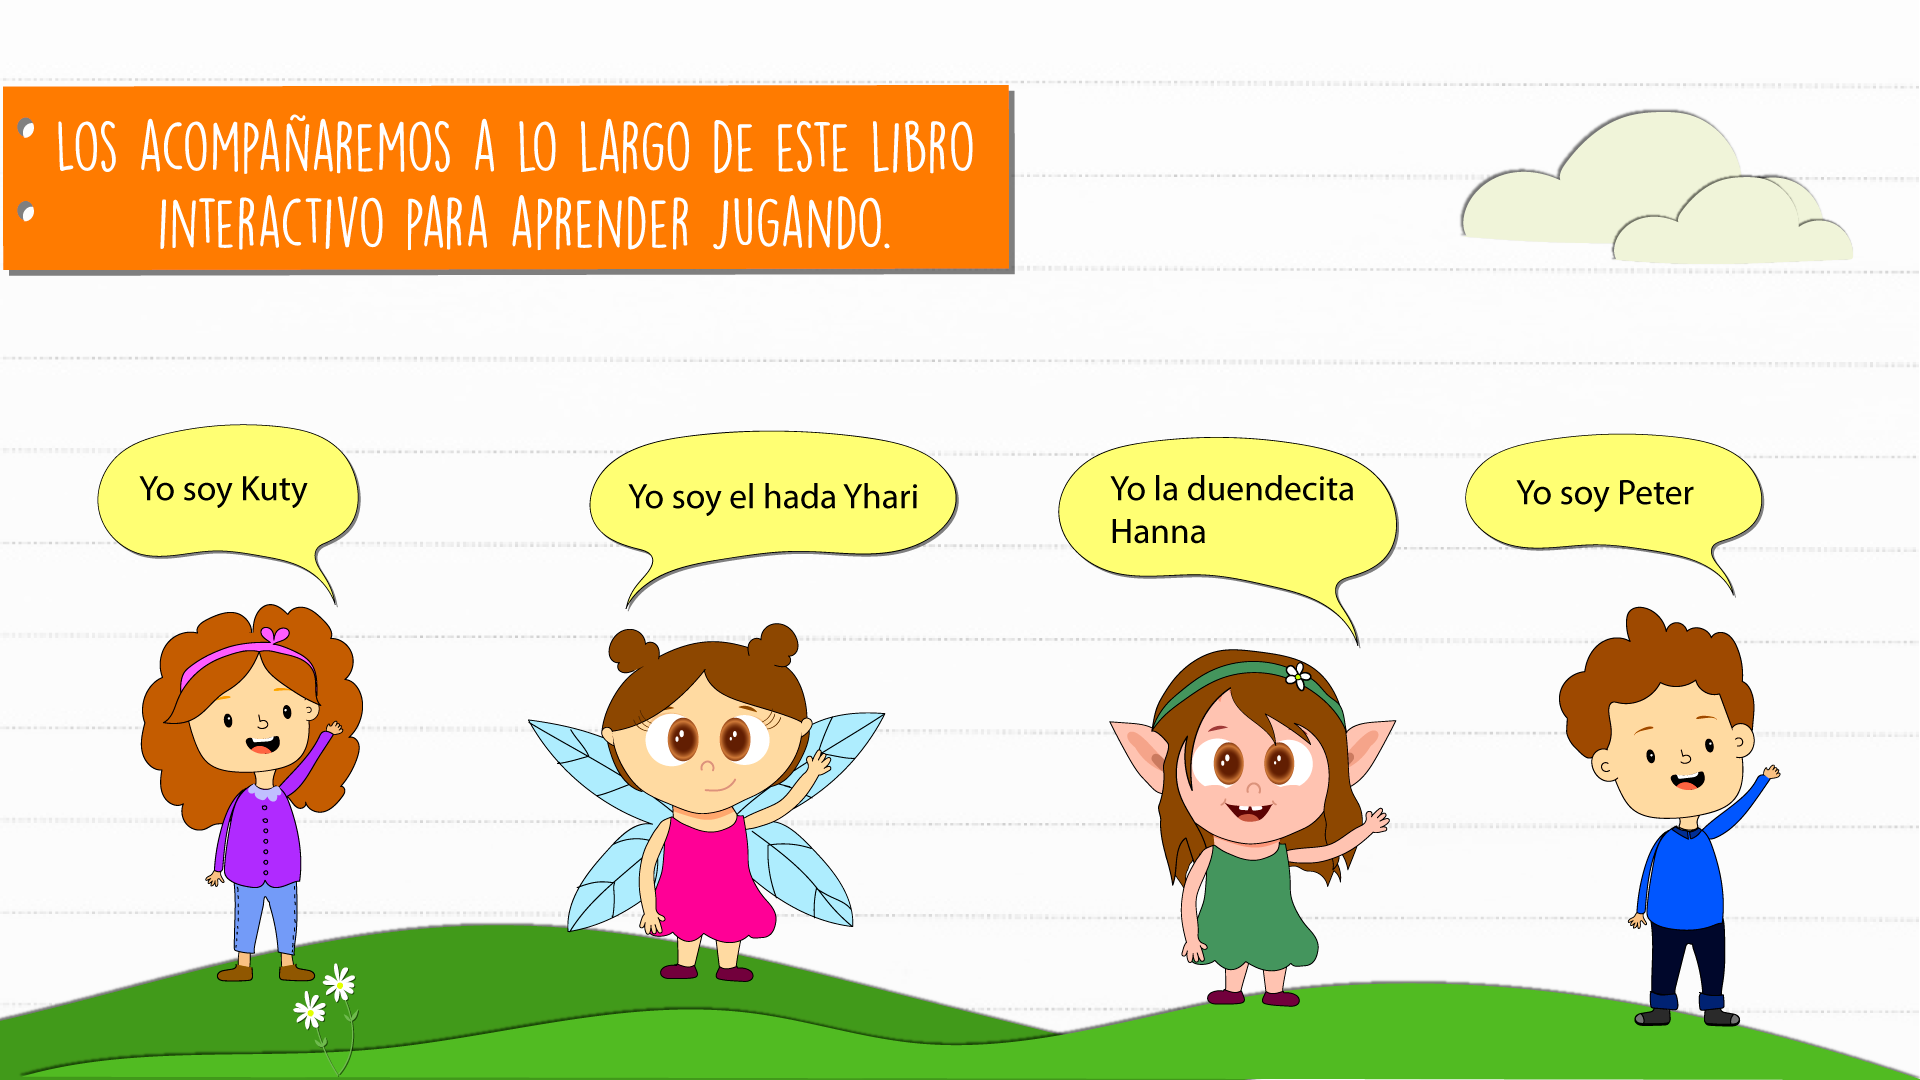 LOS ACOMPAÑAREMOS A LO LARGO DE ESTE LIBRO
INTERACTIVO PARA APRENDER JUGANDO.
Yo soy Kuty
Yo soy el hada Yhari
Yo la duendecita
Hanna
Yo soy Peter